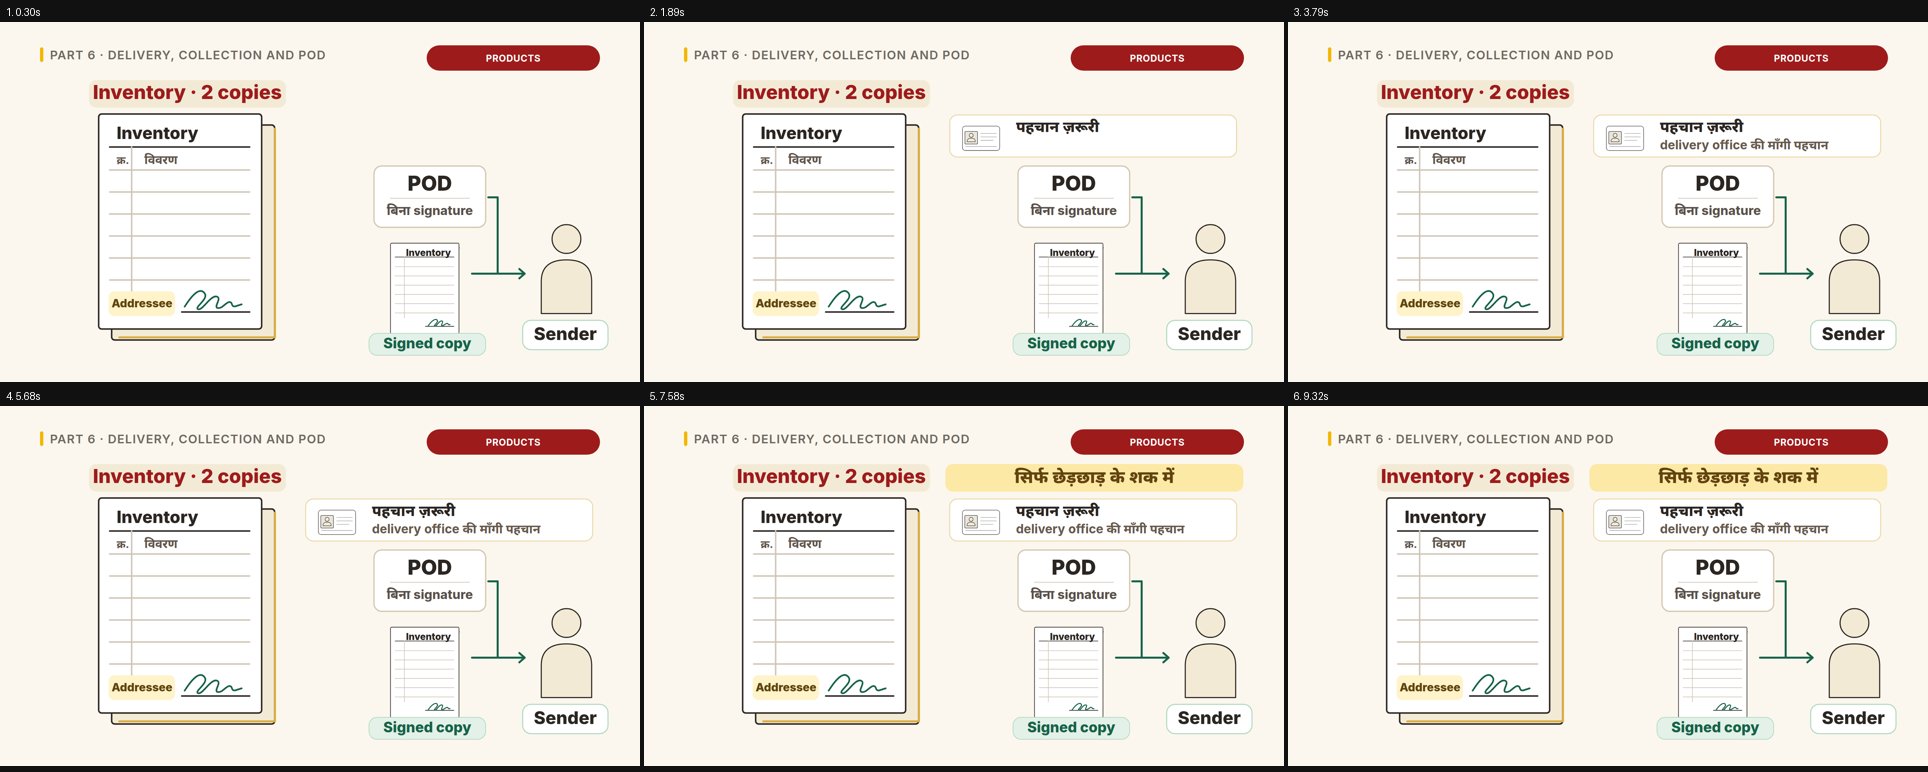 1. 0.30s
PART 6 · DELIVERY, COLLECTION AND POD
PRODUCTS
Inventory · 2 copies
Inventory
क्र. विवरण
POD
बिना signature
Inventory
Addressee
Signed copy
Sender
2. 1.89s
PART 6 · DELIVERY, COLLECTION AND POD
PRODUCTS
Inventory · 2 copies
पहचान ज़रूरी
Inventory
क्र. विवरण
POD
बिना signature
Inventory
Addressee
Signed copy
Sender
3. 3.79s
PART 6 · DELIVERY, COLLECTION AND POD
PRODUCTS
Inventory · 2 copies
पहचान ज़रूरी
delivery office की माँगी पहचान
Inventory
क्र. विवरण
POD
बिना signature
Inventory
Addressee
Signed copy
Sender
4. 5.68s
PART 6 · DELIVERY, COLLECTION AND POD
PRODUCTS
Inventory · 2 copies
पहचान ज़रूरी
delivery office की माँगी पहचान
Inventory
क्र. विवरण
POD
बिना signature
Inventory
Addressee
Signed copy
Sender
5. 7.58s
PART 6 · DELIVERY, COLLECTION AND POD
PRODUCTS
Inventory · 2 copies
सिर्फ छेड़छाड़ के शक में
पहचान ज़रूरी
delivery office की माँगी पहचान
Inventory
क्र. विवरण
POD
बिना signature
Inventory
Addressee
Signed copy
Sender
6. 9.32s
PART 6 · DELIVERY, COLLECTION AND POD
PRODUCTS
Inventory · 2 copies
सिर्फ छेड़छाड़ के शक में
पहचान ज़रूरी
delivery office की माँगी पहचान
Inventory
क्र. विवरण
POD
बिना signature
Inventory
Addressee
Signed copy
Sender